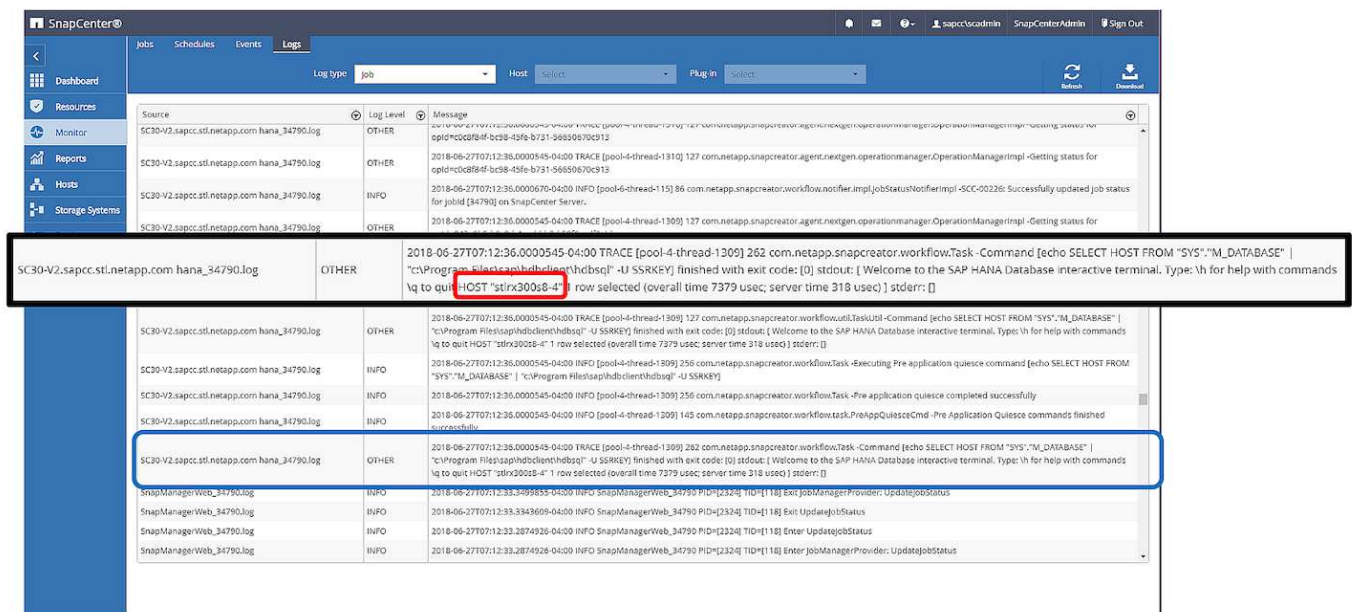 SnapCenter®
sapcc\scadmin SnapCenterAdmin Sign Out
Jobs Schedules Events Logs
Log type Job Host Select Plug-in Select
Refresh Download
Dashboard
Resources
Monitor
Reports
Hosts
Storage Systems
Source Log Level Message
SC30-V2.sapcc.stl.netapp.com hana_34790.log OTHER
opId=c0c8f84f-bc98-45fe-b731-56650670c913
SC30-V2.sapcc.stl.netapp.com hana_34790.log OTHER 2018-06-27T07:12:36.0000545-04:00 TRACE [pool-4-thread-1310] 127 com.netapp.snapcreator.agent.nextgen.operationmanager.OperationManagerImpl -Getting status for
opId=c0c8f84f-bc98-45fe-b731-56650670c913
SC30-V2.sapcc.stl.netapp.com hana_34790.log INFO 2018-06-27T07:12:36.0000670-04:00 INFO [pool-6-thread-115] 86 com.netapp.snapcreator.workflow.notifier.impl.JobStatusNotifierImpl -SCC-00226: Successfully updated job status
for jobId [34790] on SnapCenter Server.
SC30-V2.sapcc.stl.netapp.com hana_34790.log OTHER 2018-06-27T07:12:36.0000545-04:00 TRACE [pool-4-thread-1309] 127 com.netapp.snapcreator.agent.nextgen.operationmanager.OperationManagerImpl -Getting status for
SC30-V2.sapcc.stl.netapp.com hana_34790.log OTHER 2018-06-27T07:12:36.0000545-04:00 TRACE [pool-4-thread-1309] 262 com.netapp.snapcreator.workflow.Task -Command [echo SELECT HOST FROM "SYS"."M_DATABASE" |
"c:\Program Files\sap\hdbclient\hdbsql" -U SSRKEY] finished with exit code: [0] stdout: [ Welcome to the SAP HANA Database interactive terminal. Type: \h for help with commands
\q to quit HOST "stlrx300s8-4" 1 row selected (overall time 7379 usec; server time 318 usec) ] stderr: []
SC30-V2.sapcc.stl.netapp.com hana_34790.log OTHER 2018-06-27T07:12:36.0000545-04:00 TRACE [pool-4-thread-1309] 127 com.netapp.snapcreator.workflow.util.TaskUtil -Command [echo SELECT HOST FROM "SYS"."M_DATABASE" |
"c:\Program Files\sap\hdbclient\hdbsql" -U SSRKEY] finished with exit code: [0] stdout: [ Welcome to the SAP HANA Database interactive terminal. Type: \h for help with commands
\q to quit HOST "stlrx300s8-4" 1 row selected (overall time 7379 usec; server time 318 usec) ] stderr: []
SC30-V2.sapcc.stl.netapp.com hana_34790.log INFO 2018-06-27T07:12:36.0000545-04:00 INFO [pool-4-thread-1309] 256 com.netapp.snapcreator.workflow.Task -Executing Pre application quiesce command [echo SELECT HOST FROM
"SYS"."M_DATABASE" | "c:\Program Files\sap\hdbclient\hdbsql" -U SSRKEY]
SC30-V2.sapcc.stl.netapp.com hana_34790.log INFO 2018-06-27T07:12:36.0000545-04:00 INFO [pool-4-thread-1309] 256 com.netapp.snapcreator.workflow.Task -Pre application quiesce completed successfully
SC30-V2.sapcc.stl.netapp.com hana_34790.log INFO 2018-06-27T07:12:36.0000545-04:00 INFO [pool-4-thread-1309] 145 com.netapp.snapcreator.workflow.task.PreAppQuiesceCmd -Pre Application Quiesce commands finished
successfully
SC30-V2.sapcc.stl.netapp.com hana_34790.log OTHER 2018-06-27T07:12:36.0000545-04:00 TRACE [pool-4-thread-1309] 262 com.netapp.snapcreator.workflow.Task -Command [echo SELECT HOST FROM "SYS"."M_DATABASE" |
"c:\Program Files\sap\hdbclient\hdbsql" -U SSRKEY] finished with exit code: [0] stdout: [ Welcome to the SAP HANA Database interactive terminal. Type: \h for help with commands
\q to quit HOST "stlrx300s8-4" 1 row selected (overall time 7379 usec; server time 318 usec) ] stderr: []
SnapManagerWeb_34790.log INFO 2018-06-27T07:12:33.3499855-04:00 INFO SnapManagerWeb_34790 PID=[2324] TID=[118] Exit JobManagerProvider: UpdateJobStatus
SnapManagerWeb_34790.log INFO 2018-06-27T07:12:33.3343609-04:00 INFO SnapManagerWeb_34790 PID=[2324] TID=[118] Exit UpdateJobStatus
SnapManagerWeb_34790.log INFO 2018-06-27T07:12:33.2874926-04:00 INFO SnapManagerWeb_34790 PID=[2324] TID=[118] Enter UpdateJobStatus
SnapManagerWeb_34790.log INFO 2018-06-27T07:12:33.2874926-04:00 INFO SnapManagerWeb_34790 PID=[2324] TID=[118] Enter JobManagerProvider: UpdateJobStatus